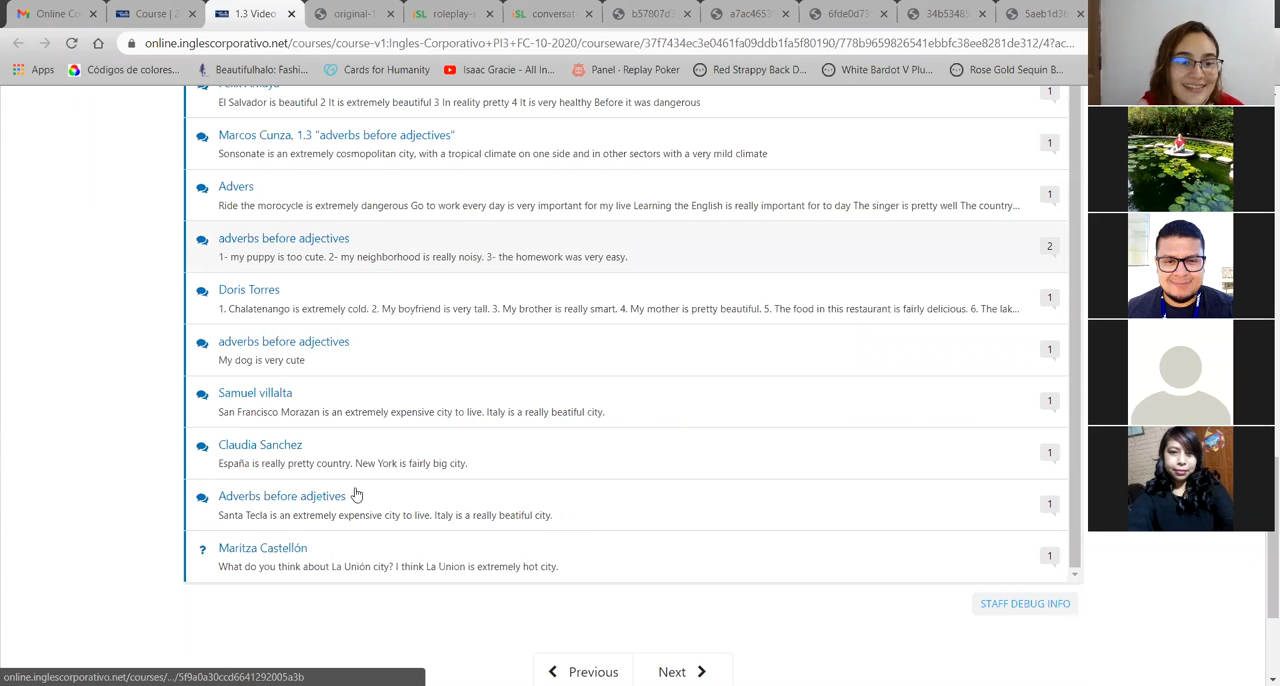 Online Co
Course | 2
1.3 Video
original-1
roleplay-s
conversat
b57807d3
a7ac4653
6fde0d73
34b53485
5aeb1d36
online.inglescorporativo.net/courses/course-v1:Ingles-Corporativo+PI3+FC-10-2020/courseware/37f7434ec3e0461fa09ddb1fa5f80190/778b9659826541ebbfc38ee8281de312/4?ac...
Apps
Códigos de colores...
Beautifulhalo: Fashi...
Cards for Humanity
Isaac Gracie - All In...
Panel · Replay Poker
Red Strappy Back D...
White Bardot V Plu...
Rose Gold Sequin B...
El Salvador is beautiful 2 It is extremely beautiful 3 In reality pretty 4 It is very healthy Before it was dangerous
1
Marcos Cunza, 1.3 "adverbs before adjectives"
Sonsonate is an extremely cosmopolitan city, with a tropical climate on one side and in other sectors with a very mild climate
1
Advers
Ride the morocycle is extremely dangerous Go to work every day is very important for my live Learning the English is really important for to day The singer is pretty well The country...
1
adverbs before adjectives
1- my puppy is too cute. 2- my neighborhood is really noisy. 3- the homework was very easy.
2
Doris Torres
1. Chalatenango is extremely cold. 2. My boyfriend is very tall. 3. My brother is really smart. 4. My mother is pretty beautiful. 5. The food in this restaurant is fairly delicious. 6. The lak...
1
adverbs before adjectives
My dog is very cute
1
Samuel villalta
San Francisco Morazan is an extremely expensive city to live. Italy is a really beatiful city.
1
Claudia Sanchez
España is really pretty country. New York is fairly big city.
1
Adverbs before adjetives
Santa Tecla is an extremely expensive city to live. Italy is a really beatiful city.
1
Maritza Castellón
What do you think about La Unión city? I think La Union is extremely hot city.
1
STAFF DEBUG INFO
Previous
Next
online.inglescorporativo.net/courses/.../5f9a0a30ccd6641292005a3b